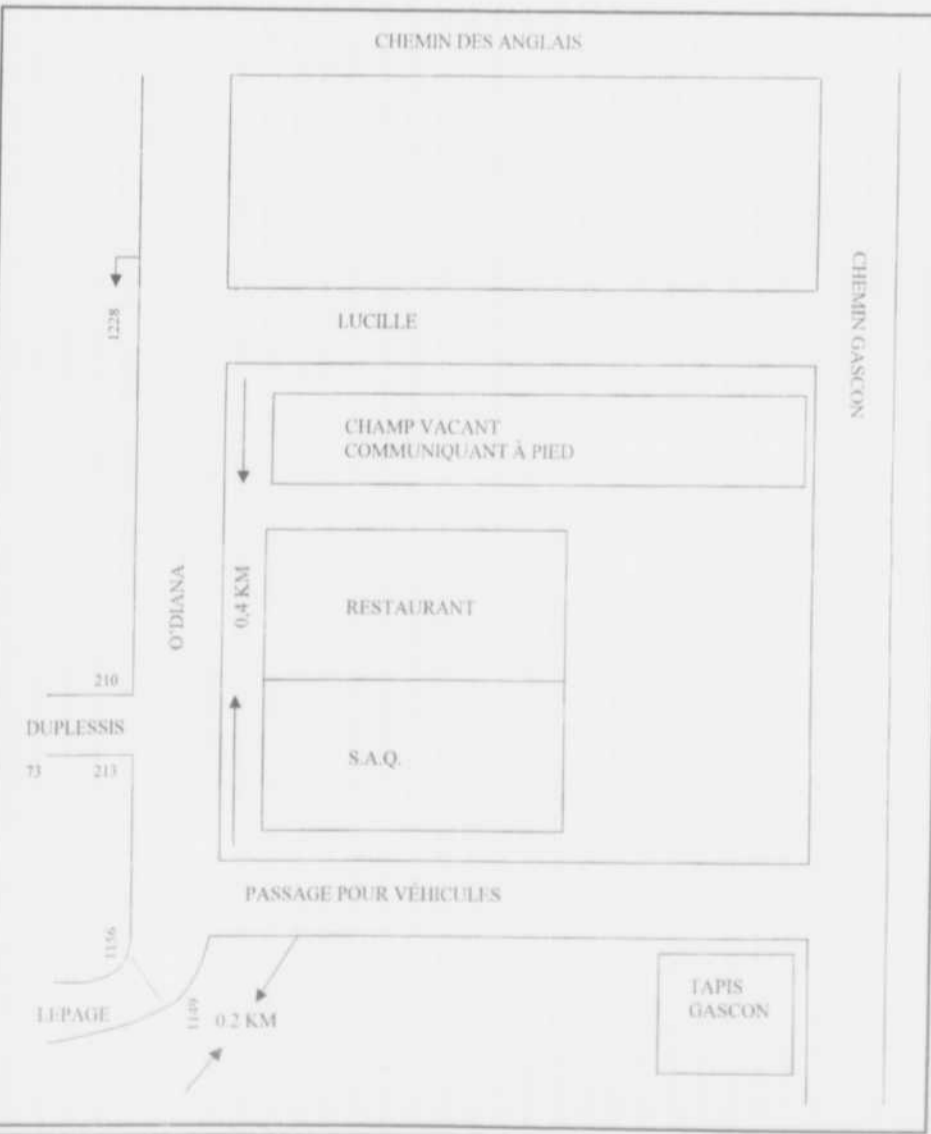 CHEMIN DES ANGLAIS
CHEMIN GASCON
1228
LUCILLE
CHAMP VACANT
COMMUNIQUANT À PIED
O'DIANA
0,4 KM
RESTAURANT
210
DUPLESSIS
73 213
S.A.Q.
PASSAGE POUR VÉHICULES
1156
LEPAGE
1149
0.2 KM
TAPIS
GASCON